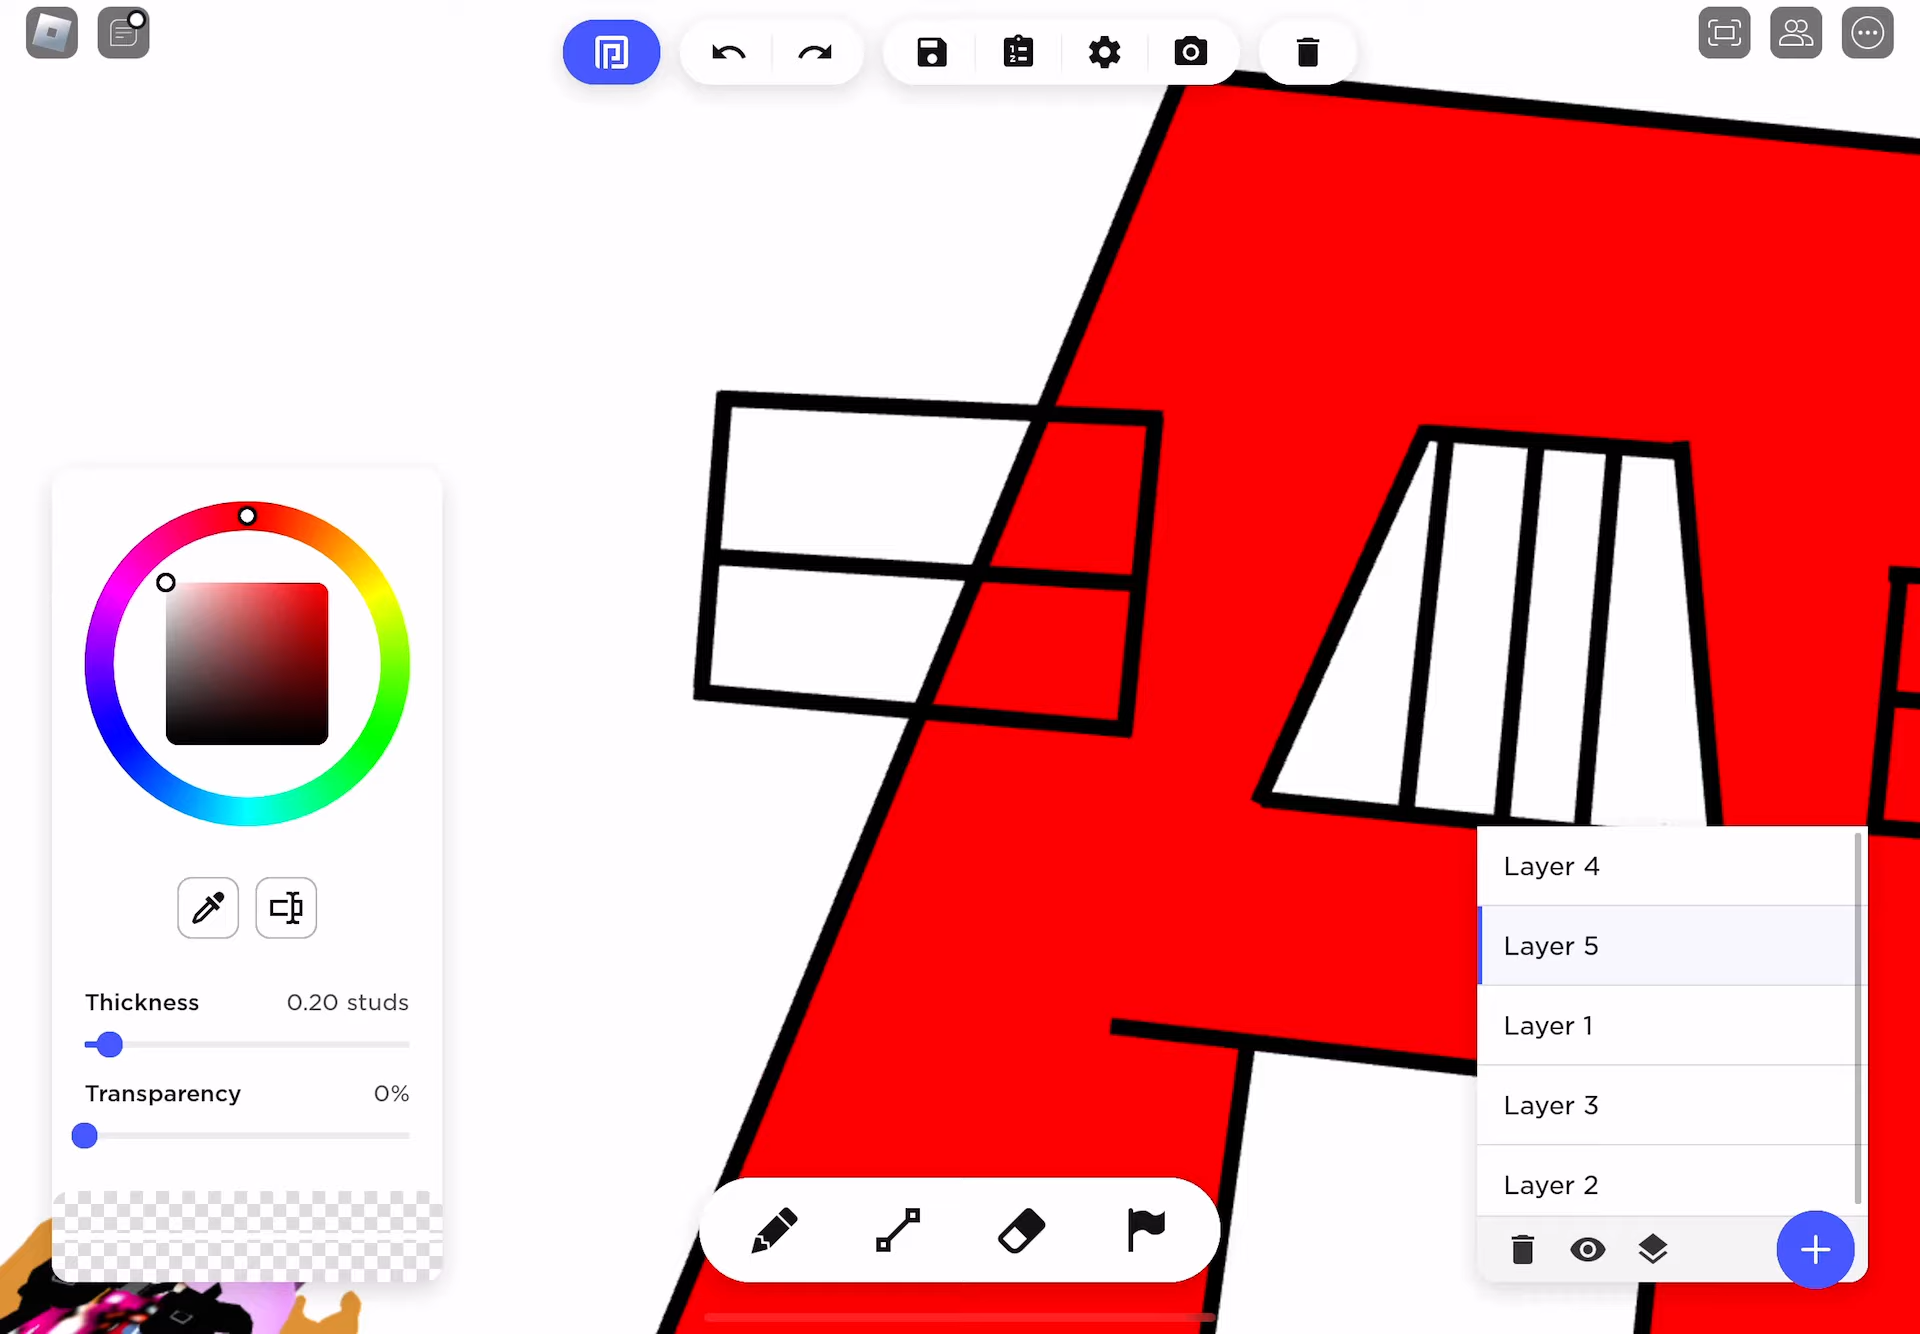 Thickness 0.20 studs
Transparency 0%
Layer 4
Layer 5
Layer 1
Layer 3
Layer 2